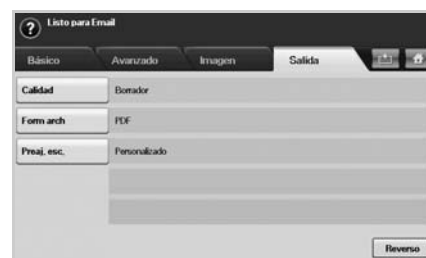 Listo para Email
Básico Avanzado Imagen Salida
Calidad Borrador
Form arch PDF
Preaj. esc. Personalizado
Reverso